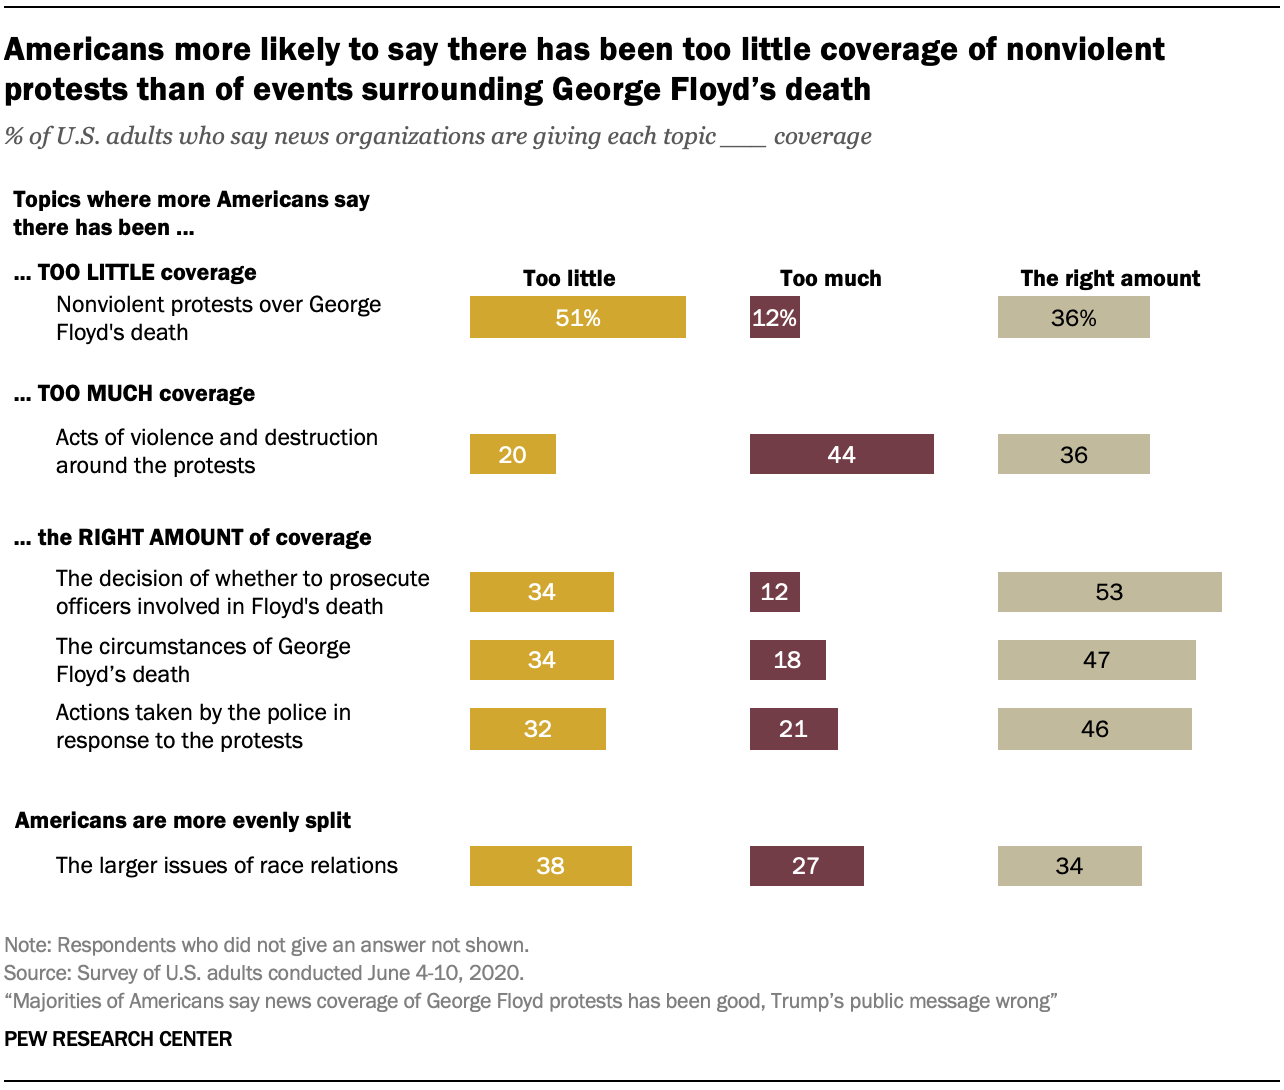 Americans more likely to say there has been too little coverage of nonviolent
protests than of events surrounding George Floyd’s death
% of U.S. adults who say news organizations are giving each topic ___ coverage
Topics where more Americans say
there has been ...
... TOO LITTLE coverage
Too little
Too much
The right amount
Nonviolent protests over George
Floyd's death
51%
12%
36%
... TOO MUCH coverage
Acts of violence and destruction
around the protests
20
44
36
... the RIGHT AMOUNT of coverage
The decision of whether to prosecute
officers involved in Floyd's death
34
12
53
The circumstances of George
Floyd’s death
34
18
47
Actions taken by the police in
response to the protests
32
21
46
Americans are more evenly split
The larger issues of race relations
38
27
34
Note: Respondents who did not give an answer not shown.
Source: Survey of U.S. adults conducted June 4-10, 2020.
“Majorities of Americans say news coverage of George Floyd protests has been good, Trump’s public message wrong”
PEW RESEARCH CENTER